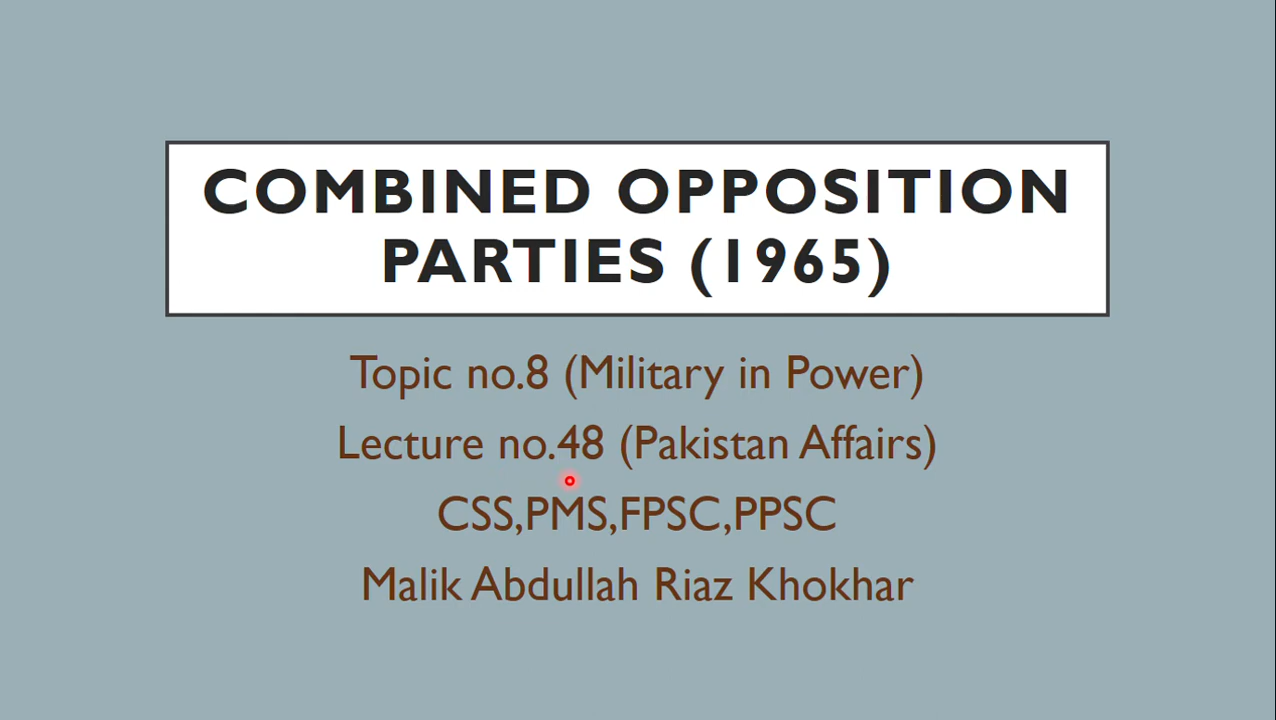 COMBINED OPPOSITION
PARTIES (1965)
Topic no.8 (Military in Power)
Lecture no.48 (Pakistan Affairs)
CSS,PMS,FPSC,PPSC
Malik Abdullah Riaz Khokhar